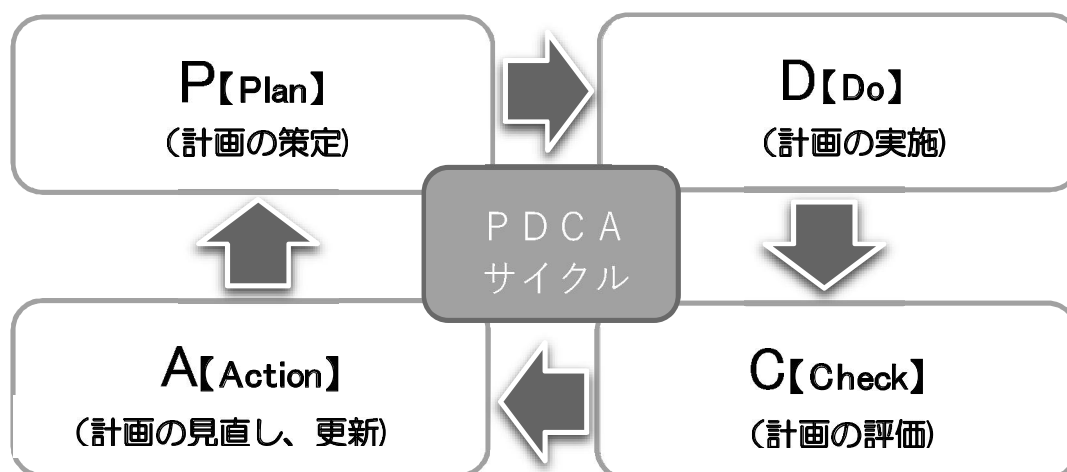 P【Plan】
(計画の策定)
D【Do】
(計画の実施)
PDCA
サイクル
A【Action】
(計画の見直し、更新)
C【Check】
(計画の評価)